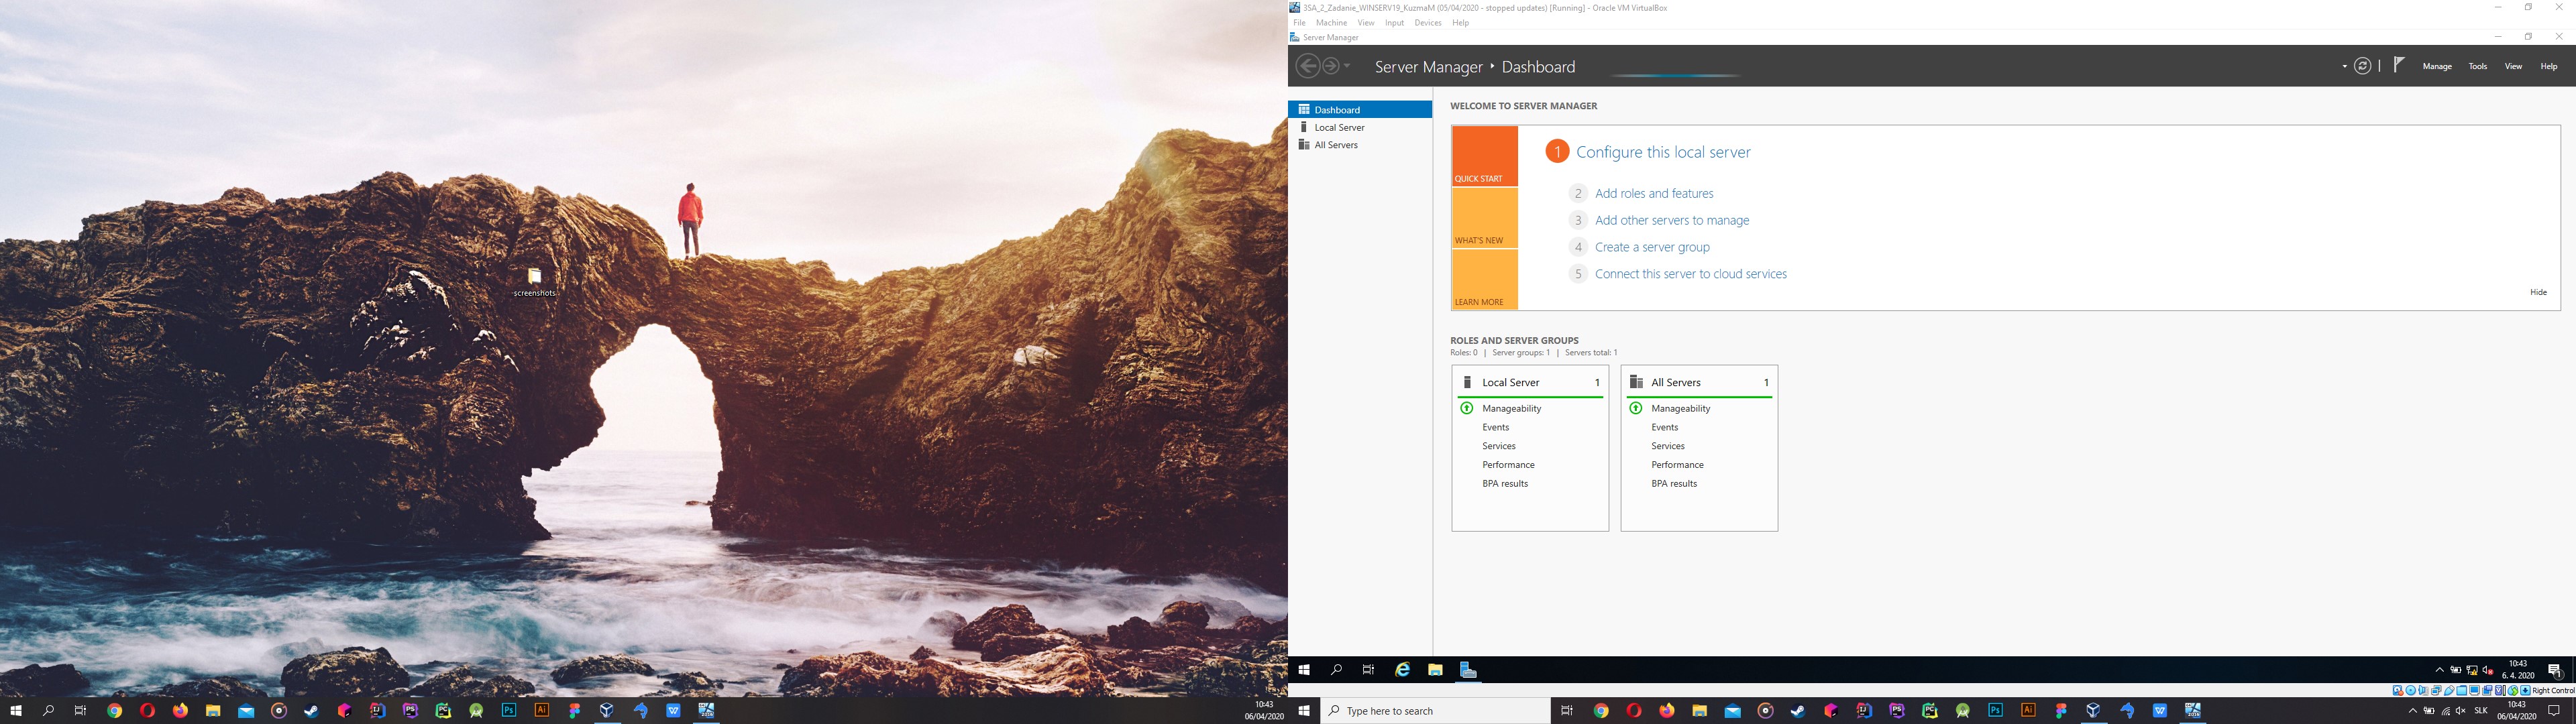 screenshots
10:43
06/04/2020
3SA_2_Zadanie_WINSERV19_KuzmaM (05/04/2020 - stopped updates) [Running] - Oracle VM VirtualBox
File Machine View Input Devices Help
Server Manager
Server Manager ‣ Dashboard
Manage Tools View Help
Dashboard
Local Server
All Servers
WELCOME TO SERVER MANAGER
QUICK START
WHAT'S NEW
LEARN MORE
1 Configure this local server
2 Add roles and features
3 Add other servers to manage
4 Create a server group
5 Connect this server to cloud services
Hide
ROLES AND SERVER GROUPS
Roles: 0 | Server groups: 1 | Servers total: 1
Local Server 1
Manageability
Events
Services
Performance
BPA results
All Servers 1
Manageability
Events
Services
Performance
BPA results
10:43
6. 4. 2020
Right Control
Type here to search
Ps
Ai
SLK
10:43
06/04/2020